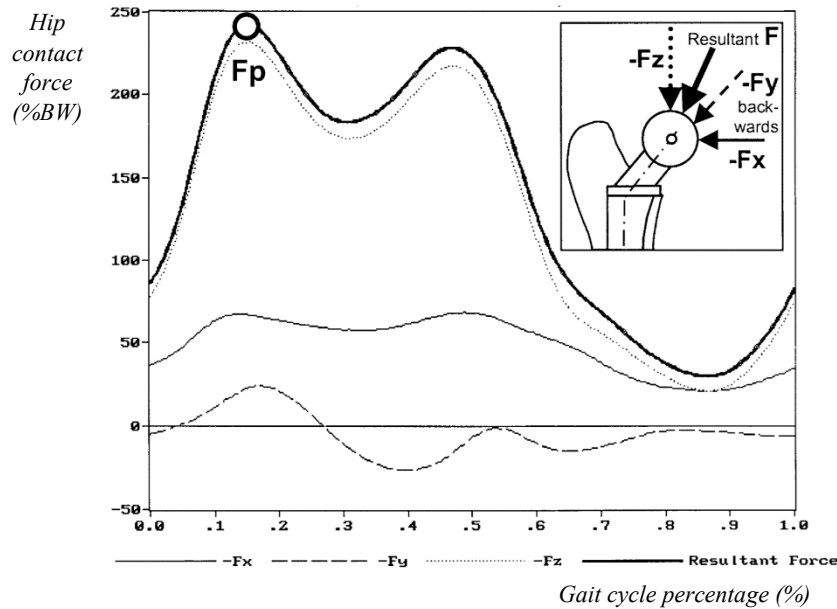 Hip
contact
force
(%BW)
250
200
150
100
50
0
-50
Fp
Resultant F
-Fz
-Fy
back-
wards
-Fx
0.0 .1 .2 .3 .4 .5 .6 .7 .8 .9 1.0
-Fx -Fy -Fz Resultant Force
Gait cycle percentage (%)